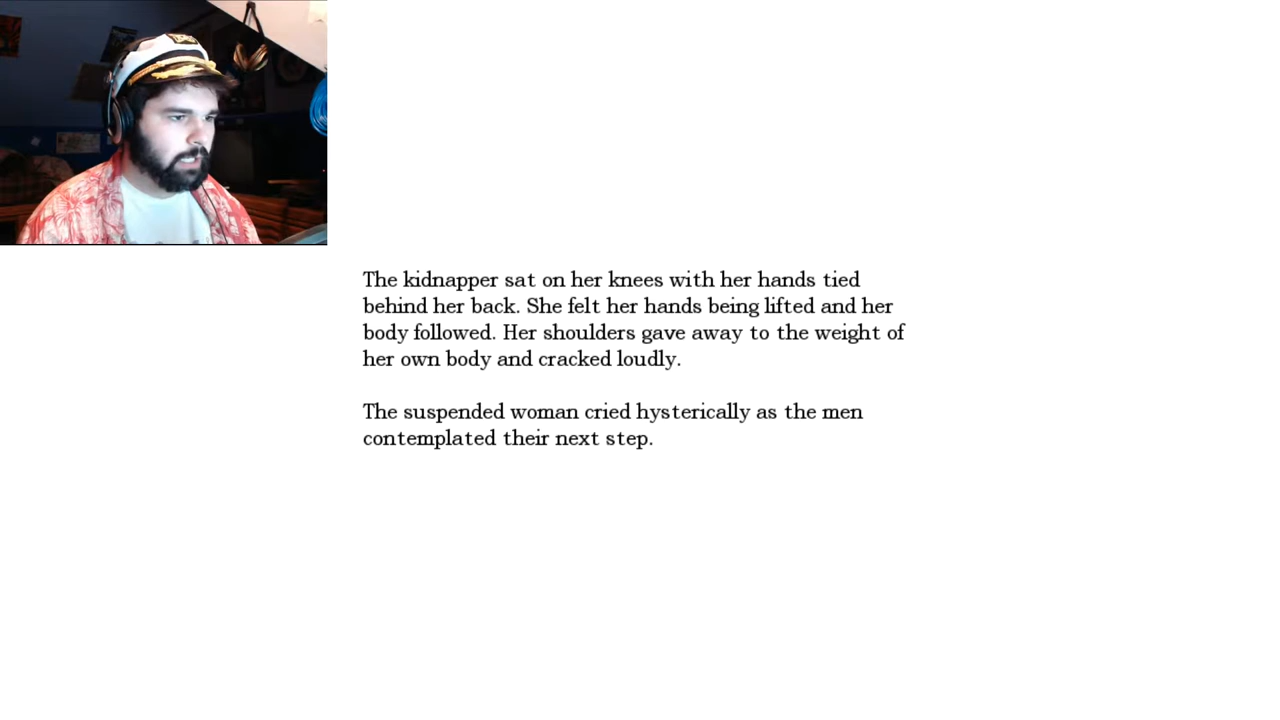 The kidnapper sat on her knees with her hands tied
behind her back. She felt her hands being lifted and her
body followed. Her shoulders gave away to the weight of
her own body and cracked loudly.
The suspended woman cried hysterically as the men
contemplated their next step.